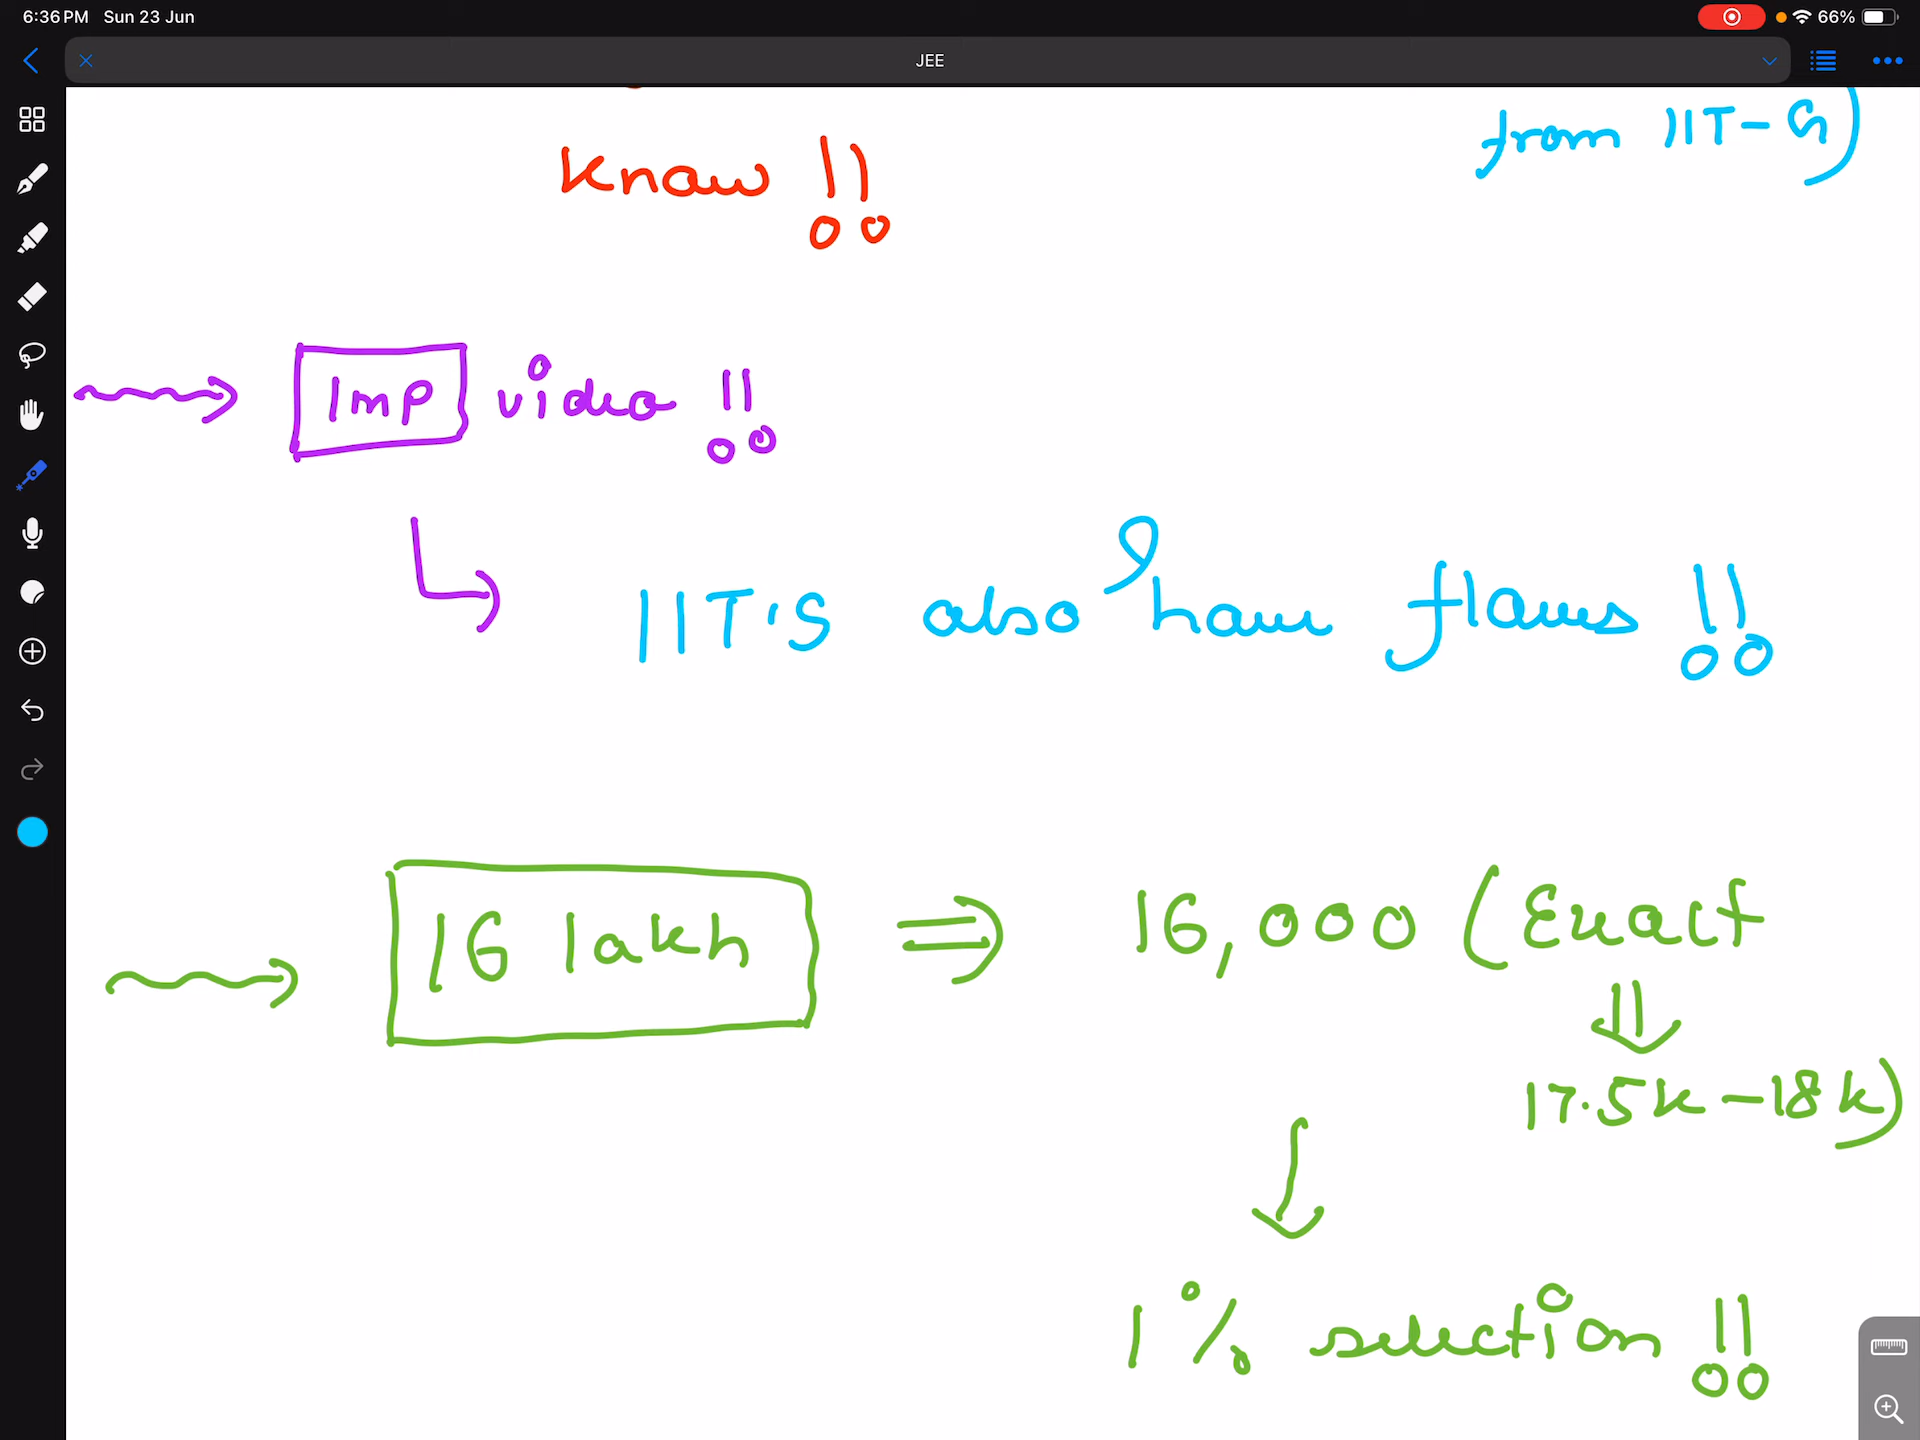 6:36 PM Sun 23 Jun
66%
JEE
from IIT-G)
know !!
Imp video !!
IIT's also have flaws !!
16 lakh ⇒ 16,000 (Exact
17.5k - 18k)
1% selection !!